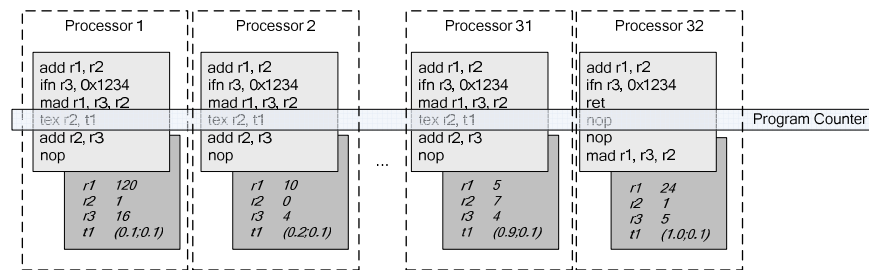 Processor 1
add r1, r2
ifn r3, 0x1234
mad r1, r3, r2
tex r2, t1
add r2, r3
nop
r1 120
r2 1
r3 16
t1 (0.1;0.1)
Processor 2
add r1, r2
ifn r3, 0x1234
mad r1, r3, r2
tex r2, t1
add r2, r3
nop
r1 10
r2 0
r3 4
t1 (0.2;0.1)
...
Processor 31
add r1, r2
ifn r3, 0x1234
mad r1, r3, r2
tex r2, t1
add r2, r3
nop
r1 5
r2 7
r3 4
t1 (0.9;0.1)
Processor 32
add r1, r2
ifn r3, 0x1234
ret
nop
nop
mad r1, r3, r2
r1 24
r2 1
r3 5
t1 (1.0;0.1)
Program Counter